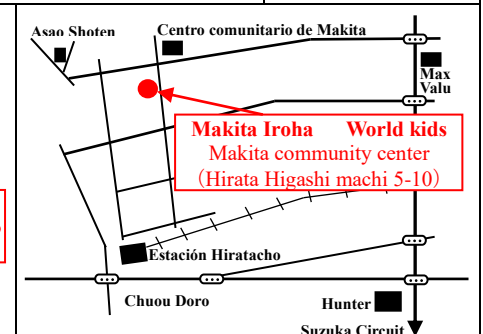 Asao Shoten
Centro comunitario de Makita
Max
Valu
Makita Iroha World kids
Makita community center
(Hirata Higashi machi 5-10)
Estación Hiratacho
Chuou Doro
Hunter
Suzuka Circuit